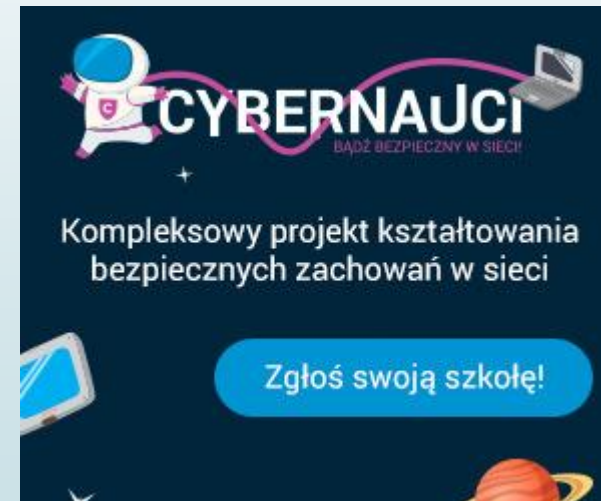 CYBERNAUCI
BĄDŹ BEZPIECZNY W SIECI!
Kompleksowy projekt kształtowania
bezpiecznych zachowań w sieci
Zgłoś swoją szkołę!